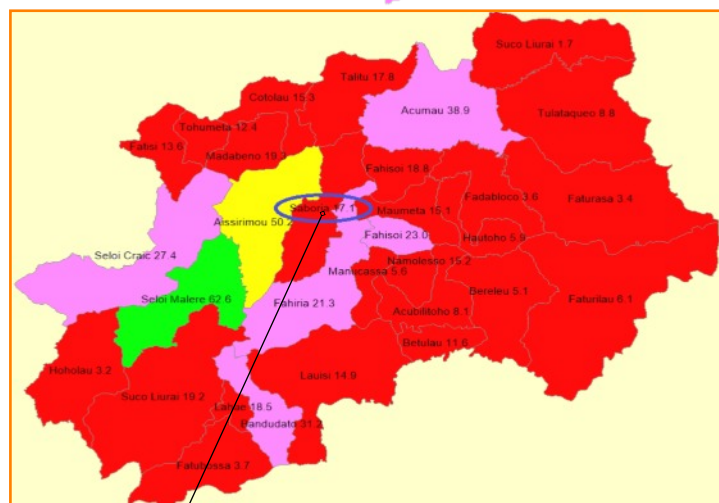 Suco Liurai 1.7
Talitu 17.8
Cotolau 15.3
Acumau 38.9
Tulataqueo 8.8
Tohumeta 12.4
Fatisi 13.6
Madabeno 19.3
Fahisoi 18.8
Fadabloco 3.6
Faturasa 3.4
Saboria 17.1
Maumeta 15.1
Aissirimou 50.2
Fahisoi 23.0
Hautoho 5.9
Seloi Craic 27.4
Manucassa 5.6
Namolesso 15.2
Seloi Malere 62.6
Bereleu 5.1
Faturilau 6.1
Fahiria 21.3
Acubilitoho 8.1
Betulau 11.6
Hoholau 3.2
Lauisi 14.9
Suco Liurai 19.2
Lahae 18.5
Bandudato 31.2
Fatubossa 3.7